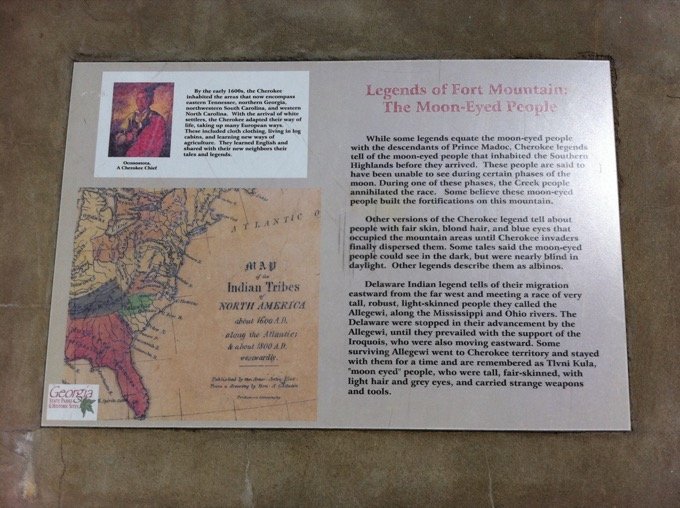 By the early 1600s, the Cherokee
inhabited the areas that now encompass
eastern Tennessee, northern Georgia,
northwestern South Carolina, and western
North Carolina. With the arrival of white
settlers, the Cherokee adapted their way of
life, taking up many European ways.
These included cloth clothing, living in log
cabins, and learning new ways of
agriculture. They learned English and
shared with their new neighbors their
tales and legends.
A Cherokee Chief
ATLANTIC O
MAP
of the
Indian Tribes
of
NORTH AMERICA
about 1600 A.D.
along the Atlantic;
& about 1800 A.D.
westwardly.
Published by the Amer. Antiq. Soc.
From a drawing by Hon. A. Gallatin
Georgia
STATE PARKS
& HISTORIC SITES
Legends of Fort Mountain:
The Moon-Eyed People
While some legends equate the moon-eyed people
with the descendants of Prince Madoc, Cherokee legends
tell of the moon-eyed people that inhabited the Southern
Highlands before they arrived. These people are said to
have been unable to see during certain phases of the
moon. During one of these phases, the Creek people
annihilated the race. Some believe these moon-eyed
people built the fortifications on this mountain.
Other versions of the Cherokee legend tell about
people with fair skin, blond hair, and blue eyes that
occupied the mountain areas until Cherokee invaders
finally dispersed them. Some tales said the moon-eyed
people could see in the dark, but were nearly blind in
daylight. Other legends describe them as albinos.
Delaware Indian legend tells of their migration
eastward from the far west and meeting a race of very
tall, robust, light-skinned people they called the
Allegewi, along the Mississippi and Ohio rivers. The
Delaware were stopped in their advancement by the
Allegewi, until they prevailed with the support of the
Iroquois, who were also moving eastward. Some
surviving Allegewi went to Cherokee territory and stayed
with them for a time and are remembered as Tlvni Kula,
"moon eyed" people, who were tall, fair-skinned, with
light hair and grey eyes, and carried strange weapons
and tools.